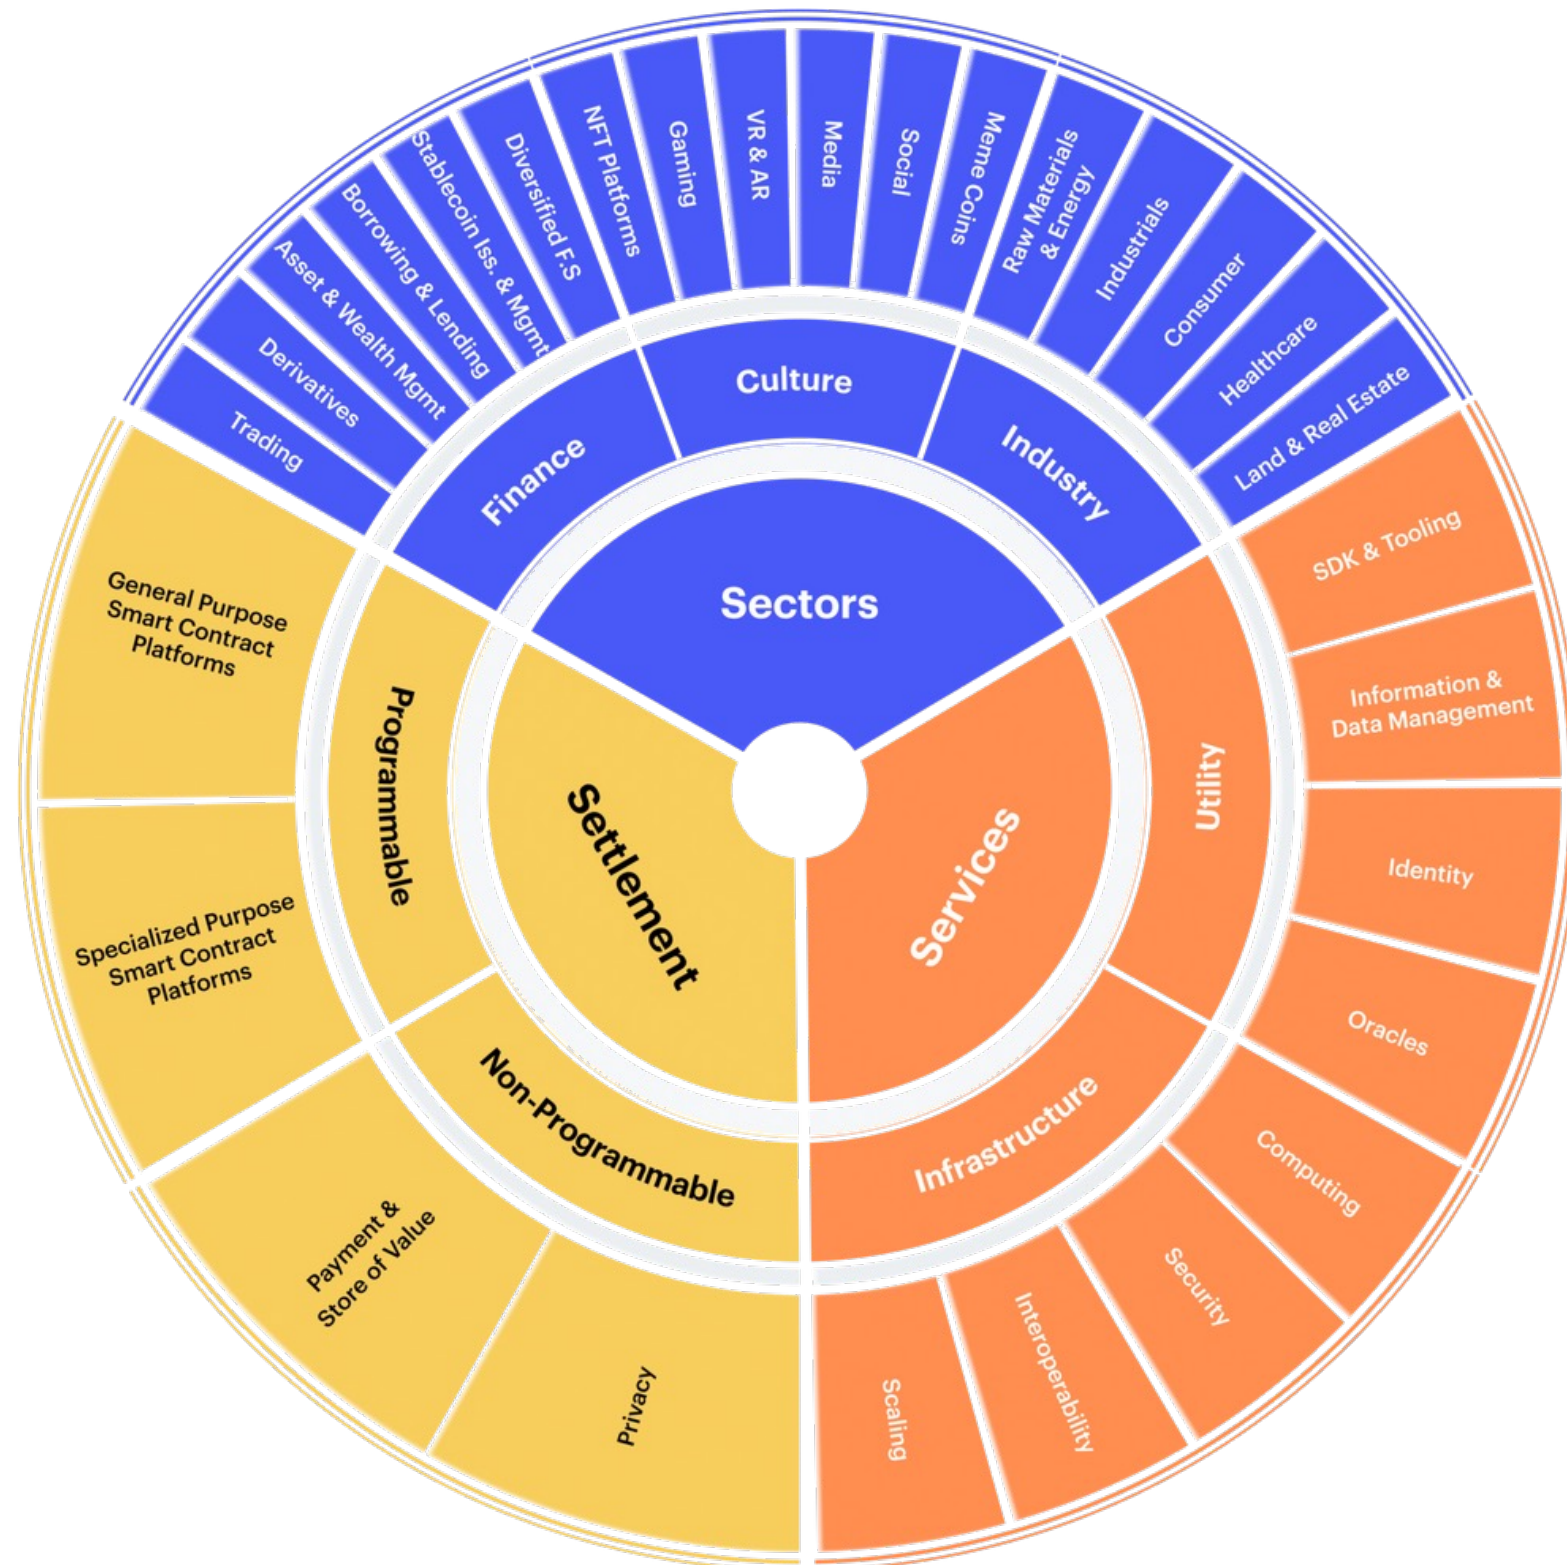 Sectors
Finance
Culture
Industry
Trading
Derivatives
Asset & Wealth Mgmt
Borrowing & Lending
Stablecoin Iss. & Mgmt
Diversified F.S
NFT Platforms
Gaming
VR & AR
Media
Social
Meme Coins
Raw Materials
& Energy
Industrials
Consumer
Healthcare
Land & Real Estate
Services
Utility
SDK & Tooling
Information &
Data Management
Identity
Oracles
Infrastructure
Computing
Security
Interoperability
Scaling
Settlement
Non-Programmable
Privacy
Payment &
Store of Value
Programmable
Specialized Purpose
Smart Contract
Platforms
General Purpose
Smart Contract
Platforms